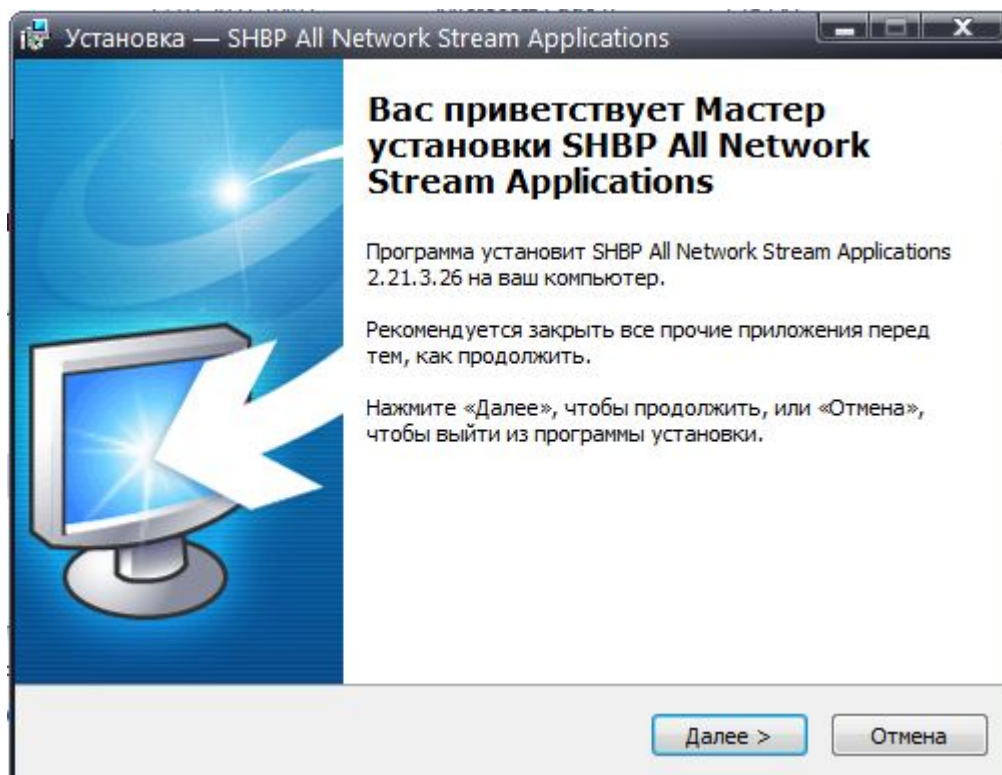 Установка — SHBP All Network Stream Applications
Вас приветствует Мастер
установки SHBP All Network
Stream Applications
Программа установит SHBP All Network Stream Applications
2.21.3.26 на ваш компьютер.
Рекомендуется закрыть все прочие приложения перед
тем, как продолжить.
Нажмите «Далее», чтобы продолжить, или «Отмена»,
чтобы выйти из программы установки.
Далее >
Отмена